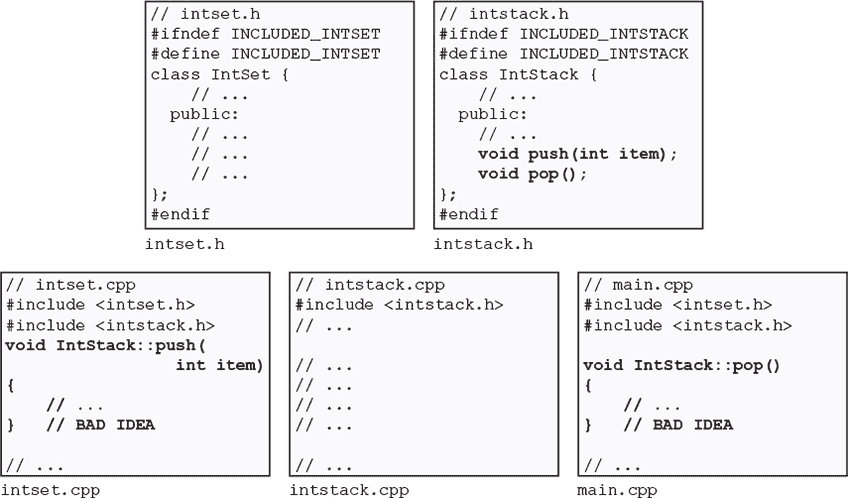 // intset.h
#ifndef INCLUDED_INTSET
#define INCLUDED_INTSET
class IntSet {
    // ...
  public:
    // ...
    // ...
    // ...
};
#endif
intset.h
// intstack.h
#ifndef INCLUDED_INTSTACK
#define INCLUDED_INTSTACK
class IntStack {
    // ...
  public:
    // ...
    void push(int item);
    void pop();
};
#endif
intstack.h
// intset.cpp
#include <intset.h>
#include <intstack.h>
void IntStack::push(
                 int item)
{
    // ...
}   // BAD IDEA
// ...
intset.cpp
// intstack.cpp
#include <intstack.h>
// ...
// ...
// ...
// ...
// ...
// ...
intstack.cpp
// main.cpp
#include <intset.h>
#include <intstack.h>
void IntStack::pop()
{
    // ...
}   // BAD IDEA
// ...
main.cpp